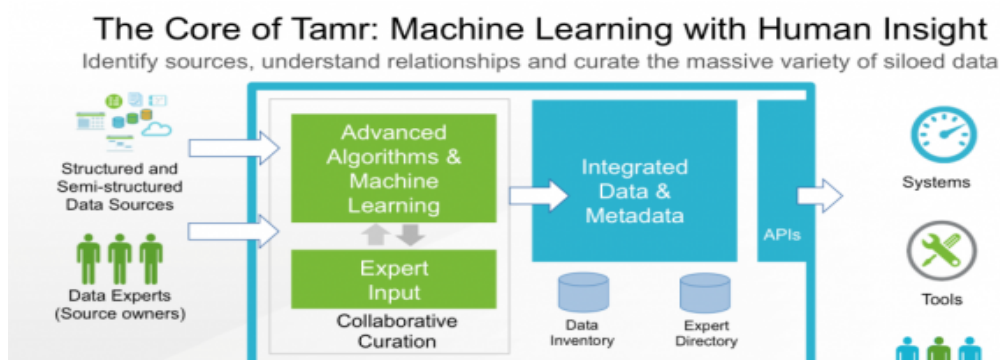 The Core of Tamr: Machine Learning with Human Insight
Identify sources, understand relationships and curate the massive variety of siloed data
Structured and
Semi-structured
Data Sources
Data Experts
(Source owners)
Advanced
Algorithms &
Machine
Learning
Expert
Input
Collaborative
Curation
Integrated
Data &
Metadata
Data
Inventory
Expert
Directory
APIs
Systems
Tools